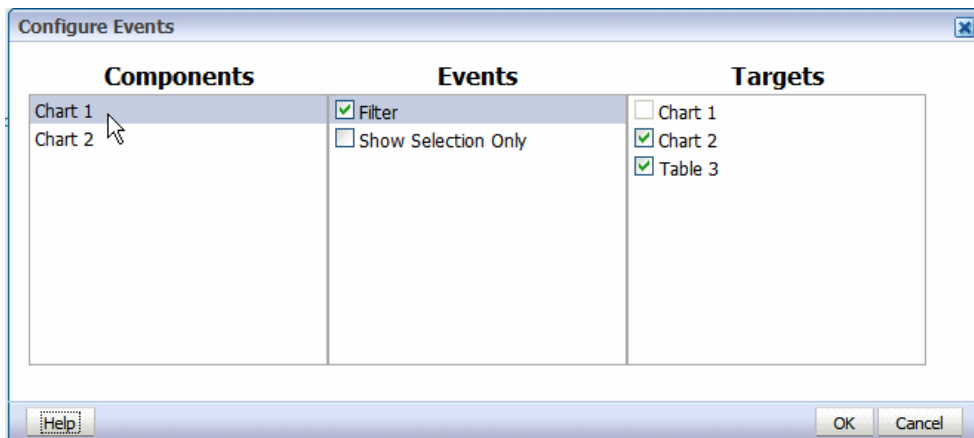 Configure Events
Components
Events
Targets
Chart 1
Chart 2
Filter
Show Selection Only
Chart 1
Chart 2
Table 3
Help
OK
Cancel